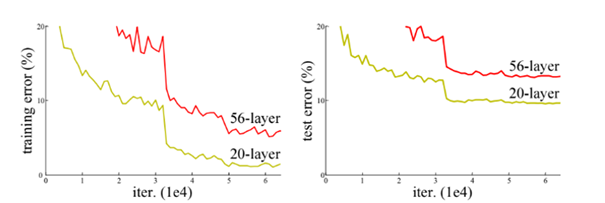 20
10
0
training error (%)
56-layer
20-layer
0 1 2 3 4 5 6
iter. (1e4)
20
10
0
test error (%)
56-layer
20-layer
0 1 2 3 4 5 6
iter. (1e4)